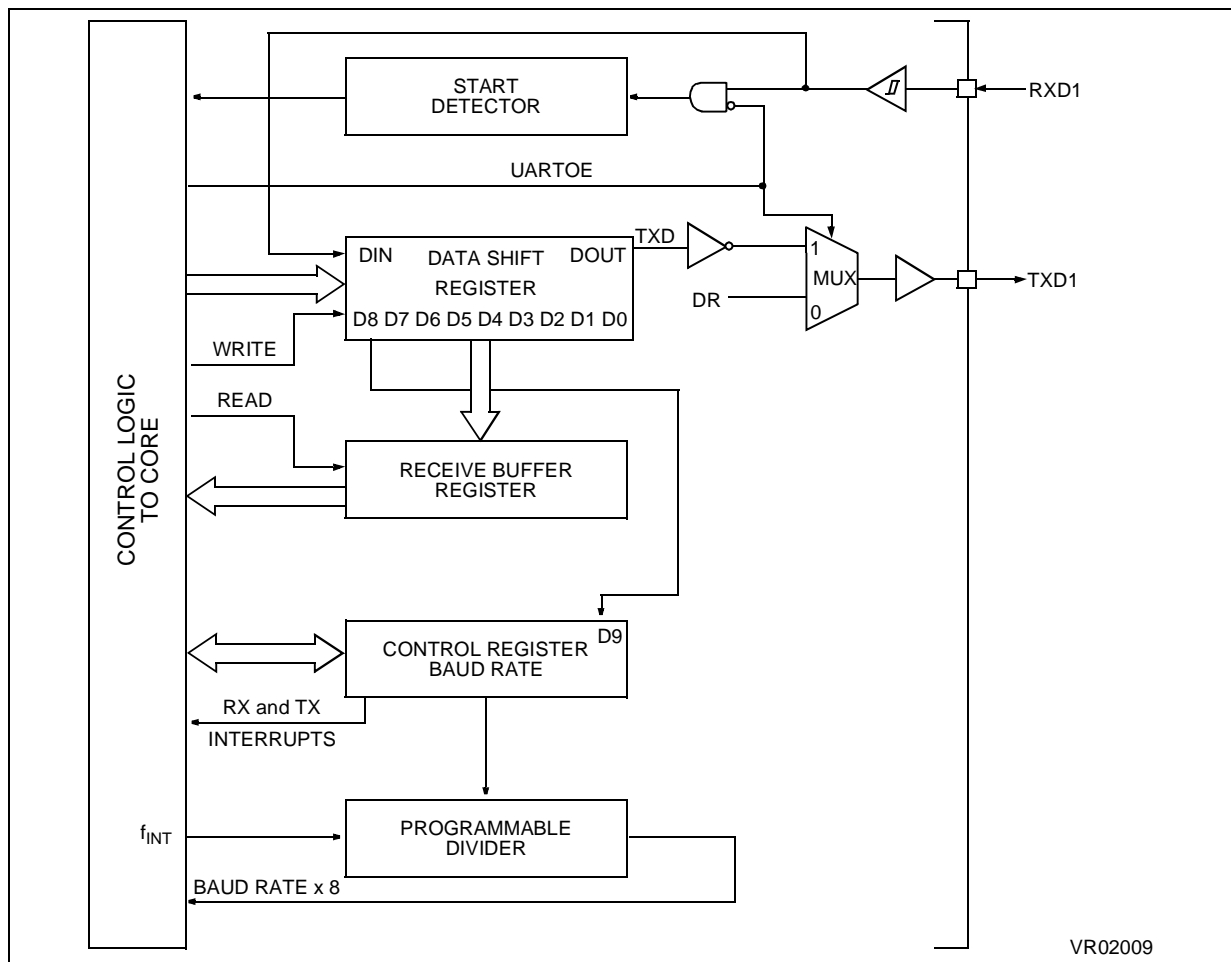 START
DETECTOR
RXD1
UARTOE
TXD
DIN DATA SHIFT DOUT
REGISTER
D8 D7 D6 D5 D4 D3 D2 D1 D0
1
MUX
0
DR
TXD1
WRITE
READ
CONTROL LOGIC
TO CORE
RECEIVE BUFFER
REGISTER
D9
CONTROL REGISTER
BAUD RATE
RX and TX
INTERRUPTS
fINT
PROGRAMMABLE
DIVIDER
BAUD RATE x 8
VR02009